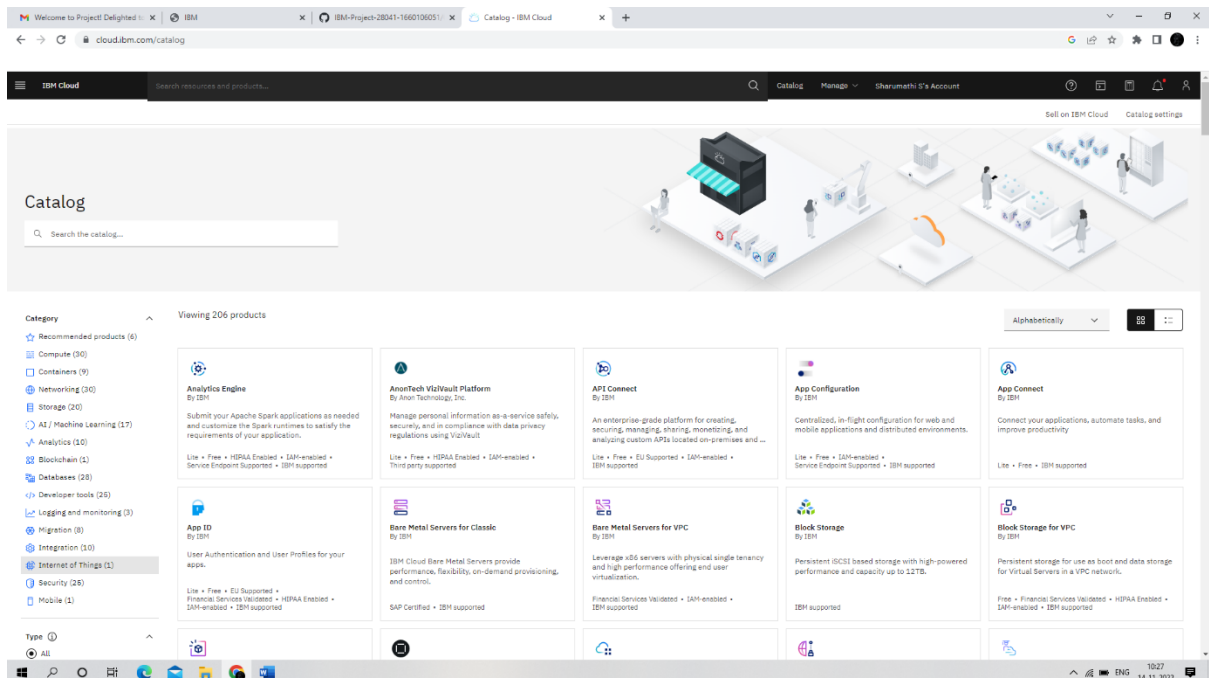 Welcome to Project! Delighted to
IBM
IBM-Project-28041-1660106051/
Catalog - IBM Cloud
cloud.ibm.com/catalog
IBM Cloud
Search resources and products...
Catalog
Manage
Sharumathi S's Account
Sell on IBM Cloud
Catalog settings
Catalog
Search the catalog...
Category
Recommended products (6)
Compute (30)
Containers (9)
Networking (30)
Storage (20)
AI / Machine Learning (17)
Analytics (10)
Blockchain (1)
Databases (28)
Developer tools (25)
Logging and monitoring (3)
Migration (8)
Integration (10)
Internet of Things (1)
Security (25)
Mobile (1)
Type
All
Viewing 206 products
Alphabetically
Analytics Engine
By IBM
Submit your Apache Spark applications as needed
and customize the Spark runtimes to satisfy the
requirements of your application.
Lite • Free • HIPAA Enabled • IAM-enabled •
Service Endpoint Supported • IBM supported
AnonTech ViziVault Platform
By Anon Technology, Inc.
Manage personal information as-a-service safely,
securely, and in compliance with data privacy
regulations using ViziVault
Lite • Free • HIPAA Enabled • IAM-enabled •
Third party supported
API Connect
By IBM
An enterprise-grade platform for creating,
securing, managing, sharing, monetizing, and
analyzing custom APIs located on-premises and ...
Lite • Free • EU Supported • IAM-enabled •
IBM supported
App Configuration
By IBM
Centralized, in-flight configuration for web and
mobile applications and distributed environments.
Lite • Free • IAM-enabled •
Service Endpoint Supported • IBM supported
App Connect
By IBM
Connect your applications, automate tasks, and
improve productivity
Lite • Free • IBM supported
App ID
By IBM
User Authentication and User Profiles for your
apps.
Lite • Free • EU Supported •
Financial Services Validated • HIPAA Enabled •
IAM-enabled • IBM supported
Bare Metal Servers for Classic
By IBM
IBM Cloud Bare Metal Servers provide
performance, flexibility, on-demand provisioning,
and control.
SAP Certified • IBM supported
Bare Metal Servers for VPC
By IBM
Leverage x86 servers with physical single tenancy
and high performance offering end user
virtualization.
Financial Services Validated • IAM-enabled •
IBM supported
Block Storage
By IBM
Persistent iSCSI based storage with high-powered
performance and capacity up to 12TB.
IBM supported
Block Storage for VPC
By IBM
Persistent storage for use as boot and data storage
for Virtual Servers in a VPC network.
Free • Financial Services Validated • HIPAA Enabled •
IAM-enabled • IBM supported
ENG
10:27